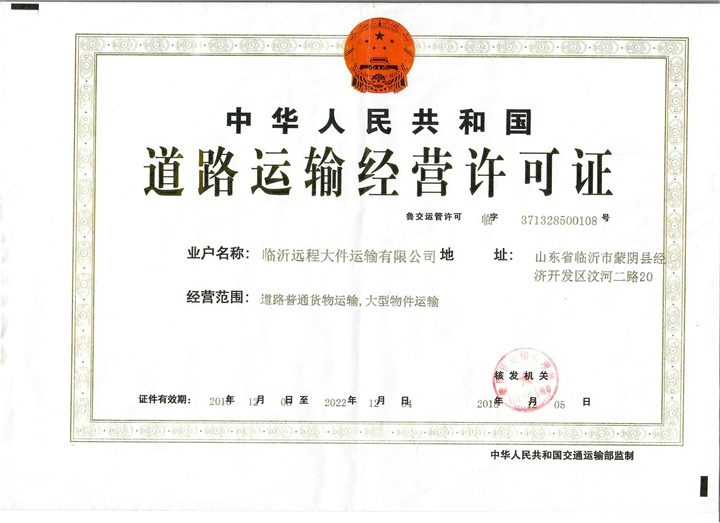 中华人民共和国
道路运输经营许可证
鲁交运管许可 临字 371328500108 号
业户名称: 临沂远程大件运输有限公司 地 址: 山东省临沂市蒙阴县经
济开发区汶河二路20
经营范围: 道路普通货物运输,大型物件运输
核发机关
证件有效期: 年 12月 日 至 2022年 12月 04日 年 12月 05 日
中华人民共和国交通运输部监制